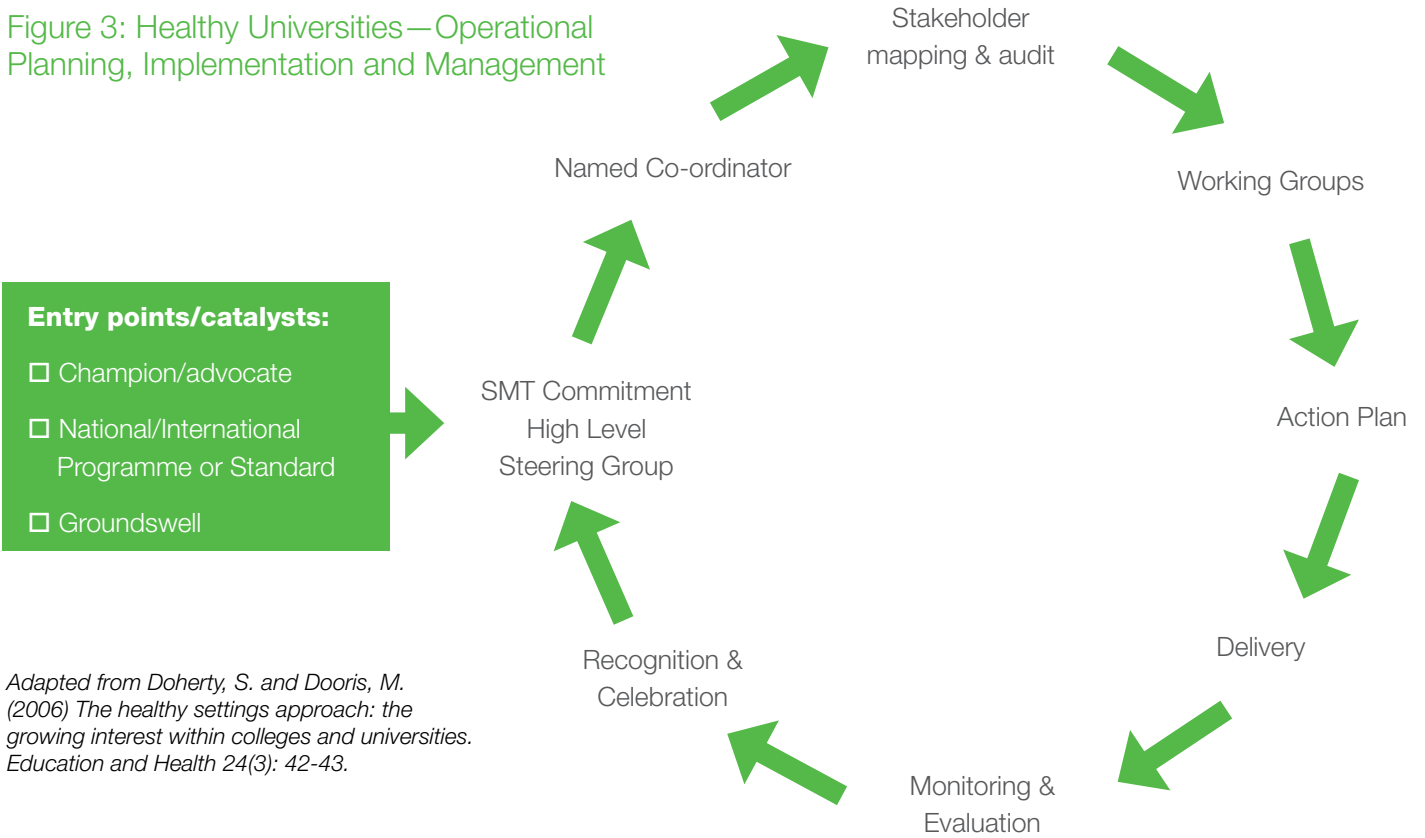 Figure 3: Healthy Universities—Operational
Planning, Implementation and Management
Stakeholder
mapping & audit
Named Co-ordinator
Working Groups
Entry points/catalysts:
☐ Champion/advocate
☐ National/International
Programme or Standard
☐ Groundswell
SMT Commitment
High Level
Steering Group
Action Plan
Delivery
Recognition &
Celebration
Monitoring &
Evaluation
Adapted from Doherty, S. and Dooris, M.
(2006) The healthy settings approach: the
growing interest within colleges and universities.
Education and Health 24(3): 42-43.